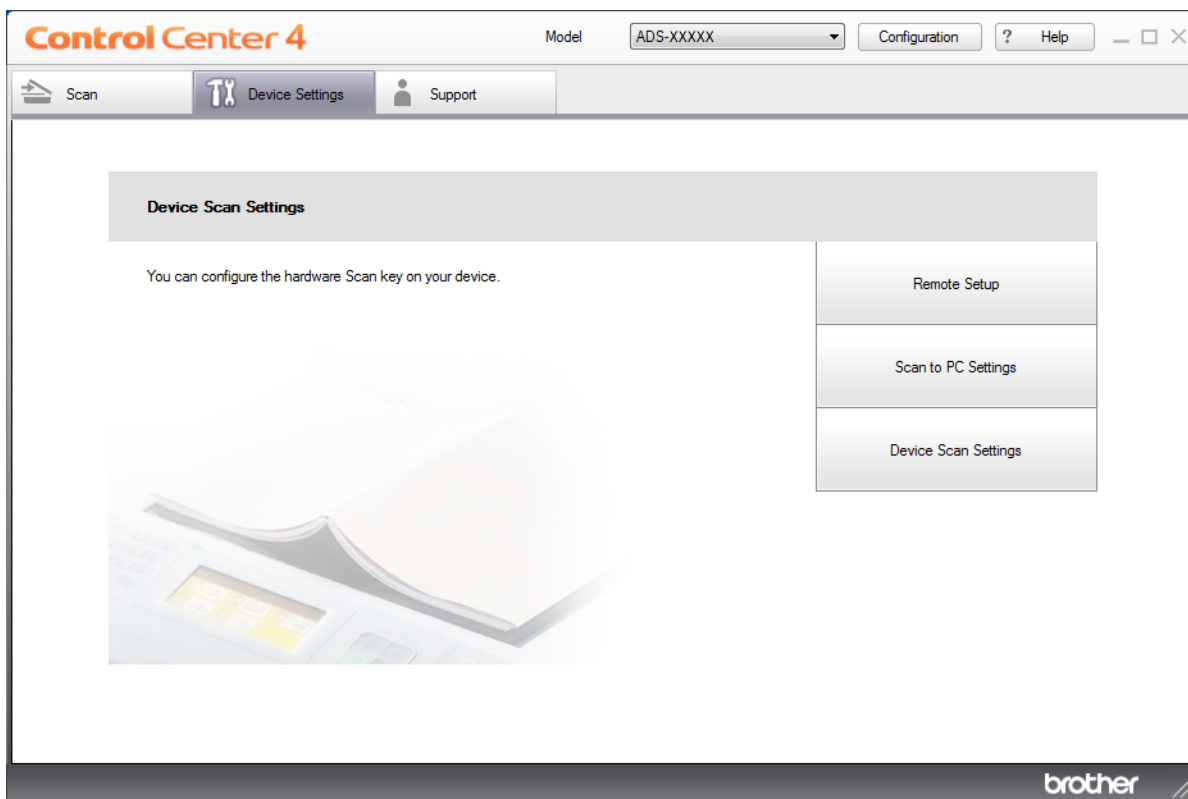 Control Center 4
Model
ADS-XXXXX
Configuration
? Help
Scan
Device Settings
Support
Device Scan Settings
You can configure the hardware Scan key on your device.
Remote Setup
Scan to PC Settings
Device Scan Settings
brother